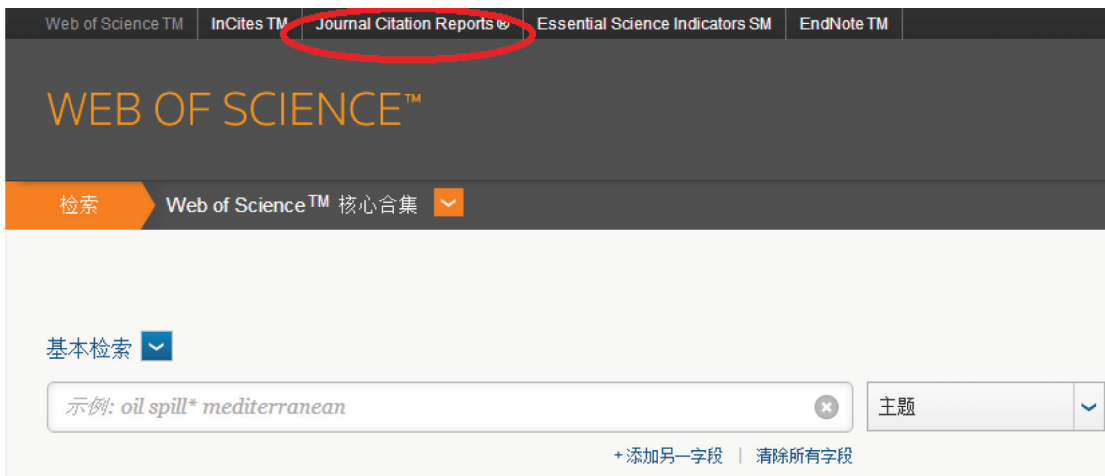 Web of Science TM InCites TM Journal Citation Reports ® Essential Science Indicators SM EndNote TM
WEB OF SCIENCE™
检索 Web of Science™ 核心合集
基本检索
示例: oil spill* mediterranean 主题
+添加另一字段 | 清除所有字段